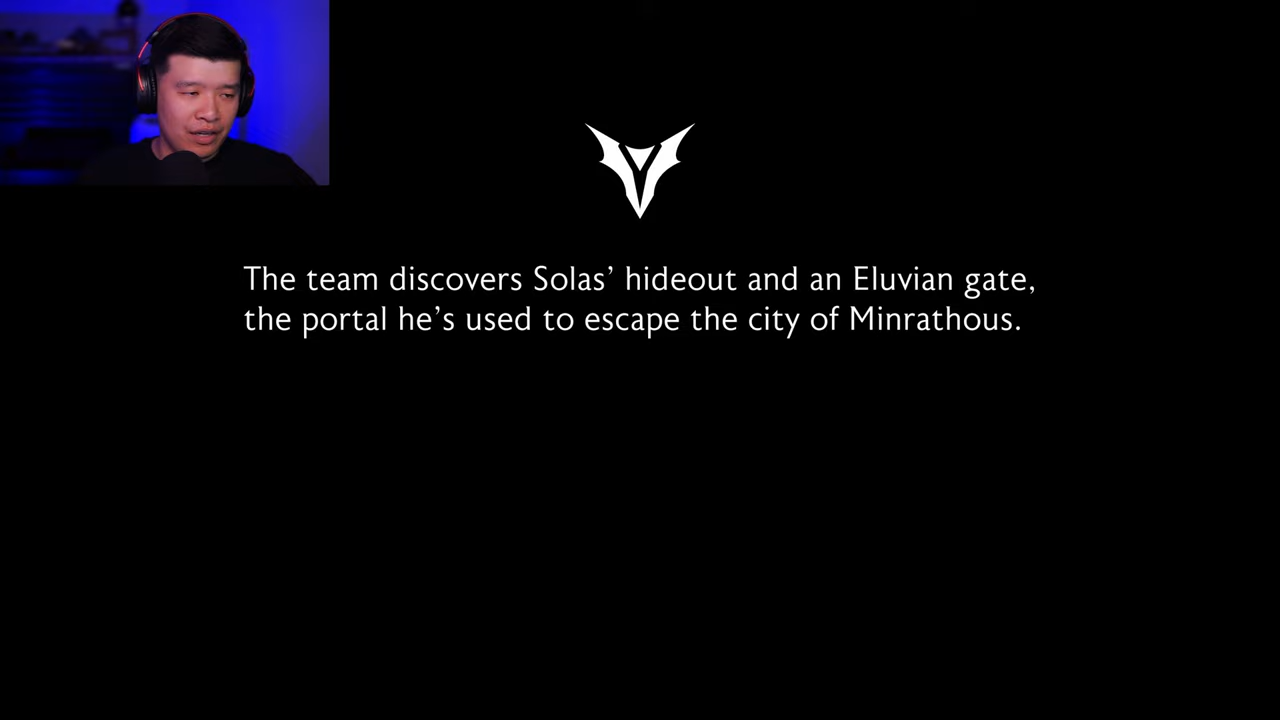 The team discovers Solas’ hideout and an Eluvian gate,
the portal he’s used to escape the city of Minrathous.